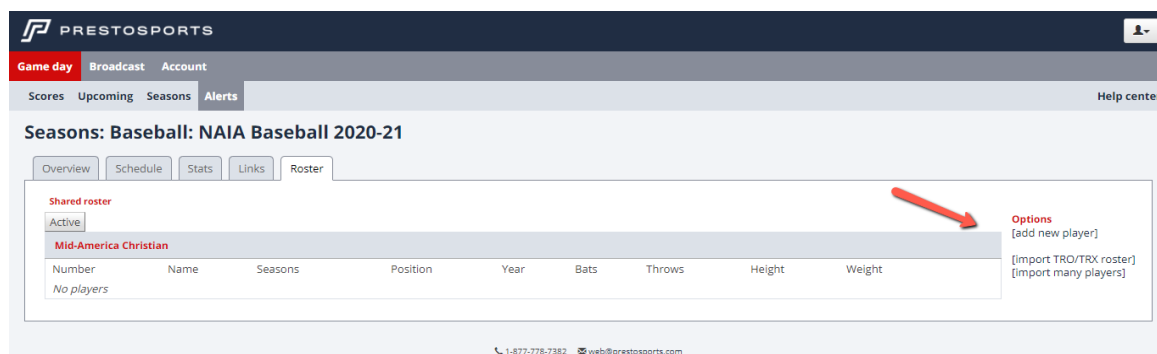 PRESTOSPORTS
Game day Broadcast Account
Scores Upcoming Seasons Alerts Help cente
Seasons: Baseball: NAIA Baseball 2020-21
Overview Schedule Stats Links Roster
Shared roster
Active
Mid-America Christian
Number Name Seasons Position Year Bats Throws Height Weight
No players
Options
[add new player]
[import TRO/TRX roster]
[import many players]
1-877-778-7382 web@prestosports.com